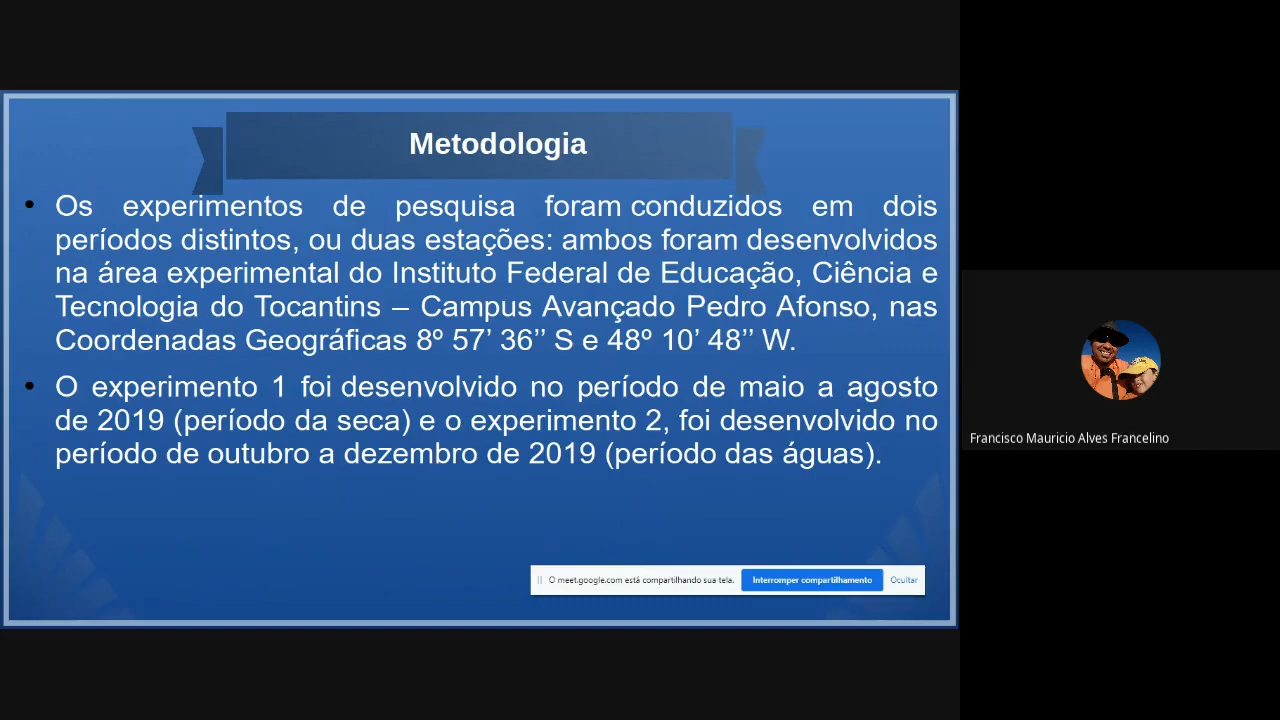 Metodologia
• Os experimentos de pesquisa foram conduzidos em dois
períodos distintos, ou duas estações: ambos foram desenvolvidos
na área experimental do Instituto Federal de Educação, Ciência e
Tecnologia do Tocantins – Campus Avançado Pedro Afonso, nas
Coordenadas Geográficas 8º 57’ 36’’ S e 48º 10’ 48’’ W.
• O experimento 1 foi desenvolvido no período de maio a agosto
de 2019 (período da seca) e o experimento 2, foi desenvolvido no
período de outubro a dezembro de 2019 (período das águas).
O meet.google.com está compartilhando sua tela. Interromper compartilhamento Ocultar
Francisco Mauricio Alves Francelino